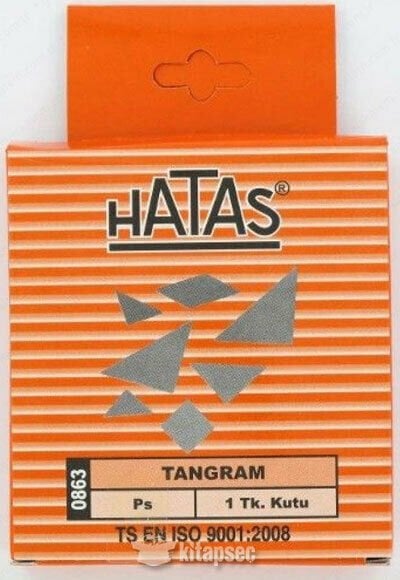 HATAS®
0863
TANGRAM
Ps
1 Tk. Kutu
TS EN ISO 9001:2008
kitapsec